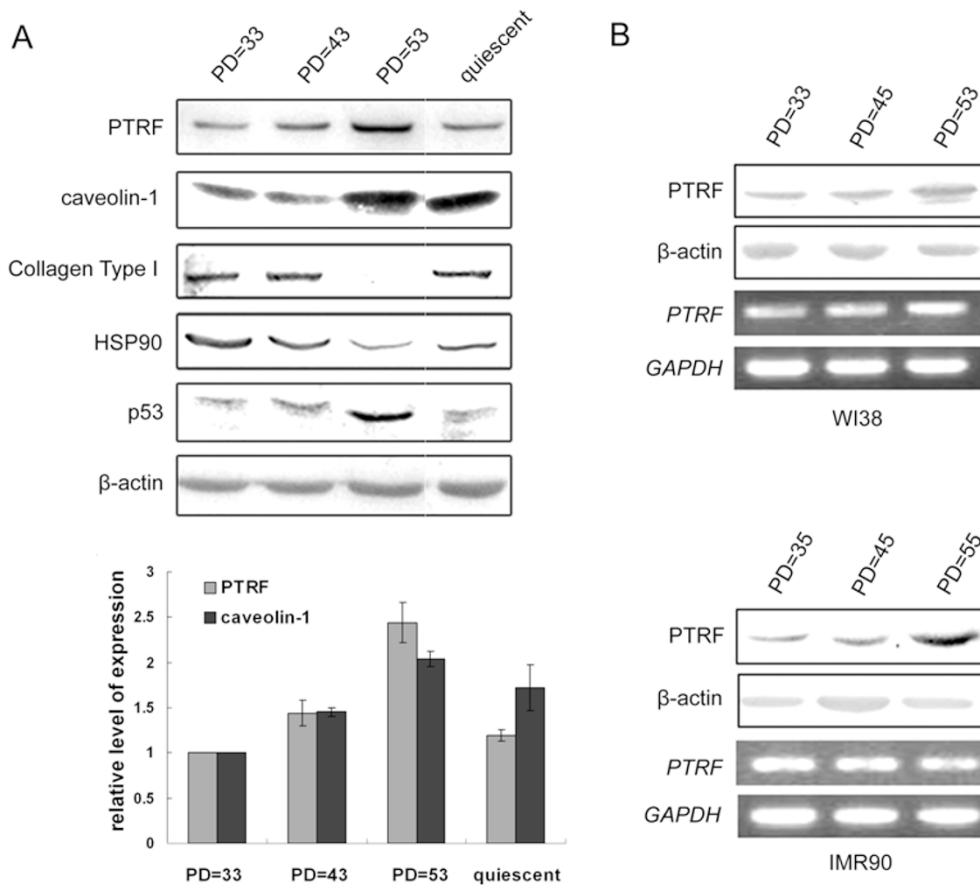 A
PD=33 PD=43 PD=53 quiescent
PTRF
caveolin-1
Collagen Type I
HSP90
p53
β-actin
relative level of expression
3
2.5
2
1.5
1
0.5
0
PTRF
caveolin-1
PD=33 PD=43 PD=53 quiescent
B
PD=33 PD=45 PD=53
PTRF
β-actin
PTRF
GAPDH
WI38
PD=35 PD=45 PD=55
PTRF
β-actin
PTRF
GAPDH
IMR90